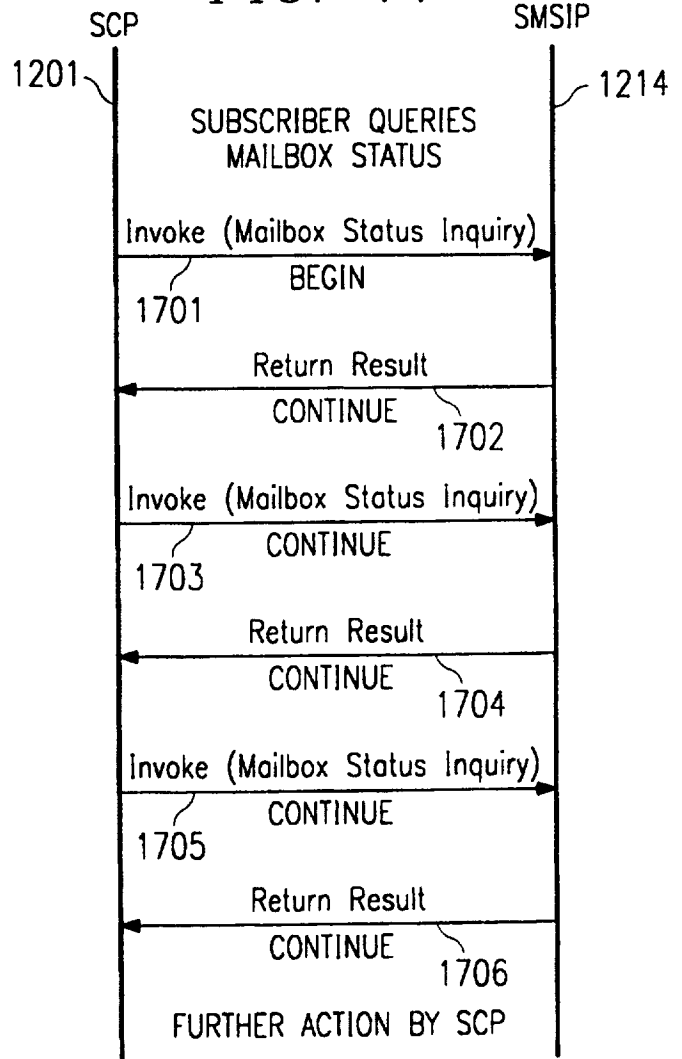 SCP
SMSIP
1201
1214
SUBSCRIBER QUERIES
MAILBOX STATUS
Invoke (Mailbox Status Inquiry)
BEGIN
1701
Return Result
CONTINUE
1702
Invoke (Mailbox Status Inquiry)
CONTINUE
1703
Return Result
CONTINUE
1704
Invoke (Mailbox Status Inquiry)
CONTINUE
1705
Return Result
CONTINUE
1706
FURTHER ACTION BY SCP